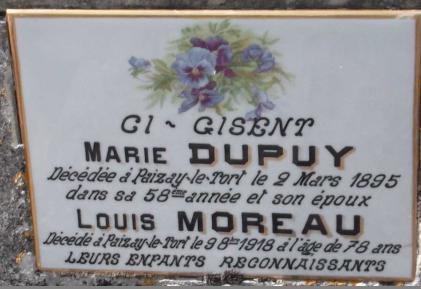 CI ~ GISENT
MARIE DUPUY
Décédée à Paizay-le-Tort le 2 Mars 1895
dans sa 58ème année et son époux
LOUIS MOREAU
Décédé à Paizay-le-Tort le 9 8bre 1918 à l'âge de 78 ans
LEURS ENFANTS RECONNAISSANTS